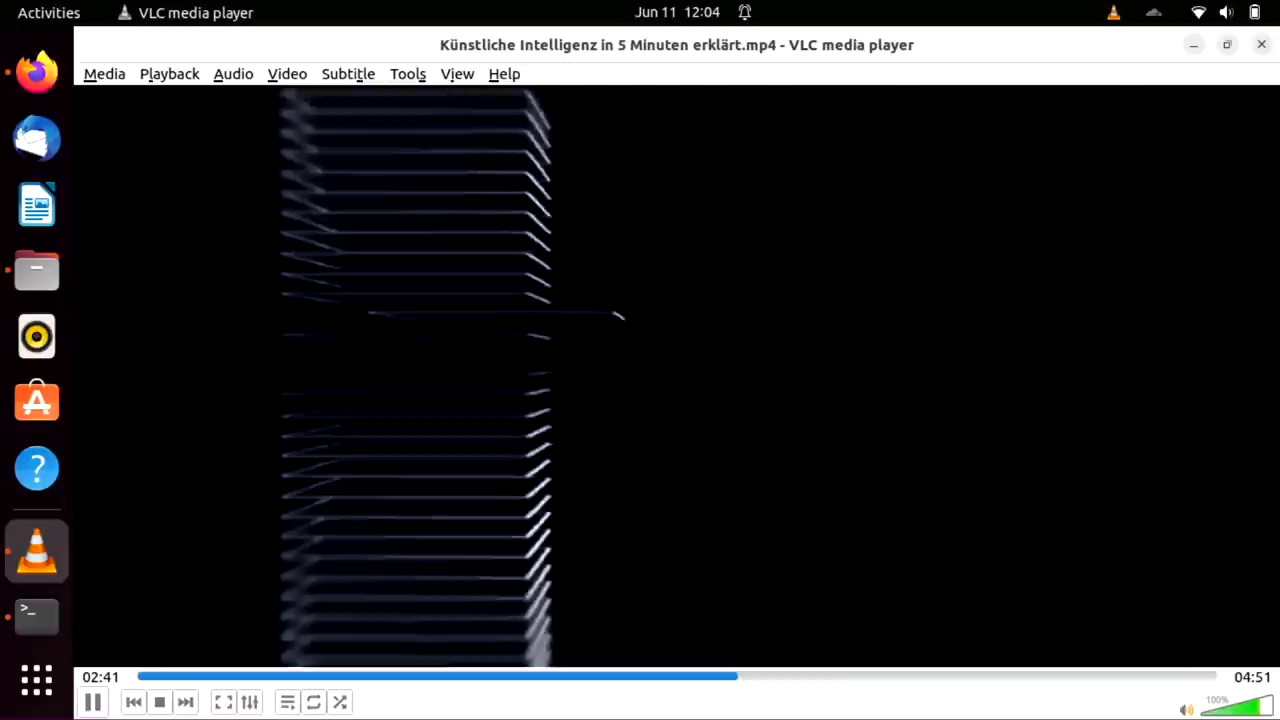 Activities
VLC media player
Jun 11 12:04
Künstliche Intelligenz in 5 Minuten erklärt.mp4 - VLC media player
Media Playback Audio Video Subtitle Tools View Help
02:41
04:51
100%